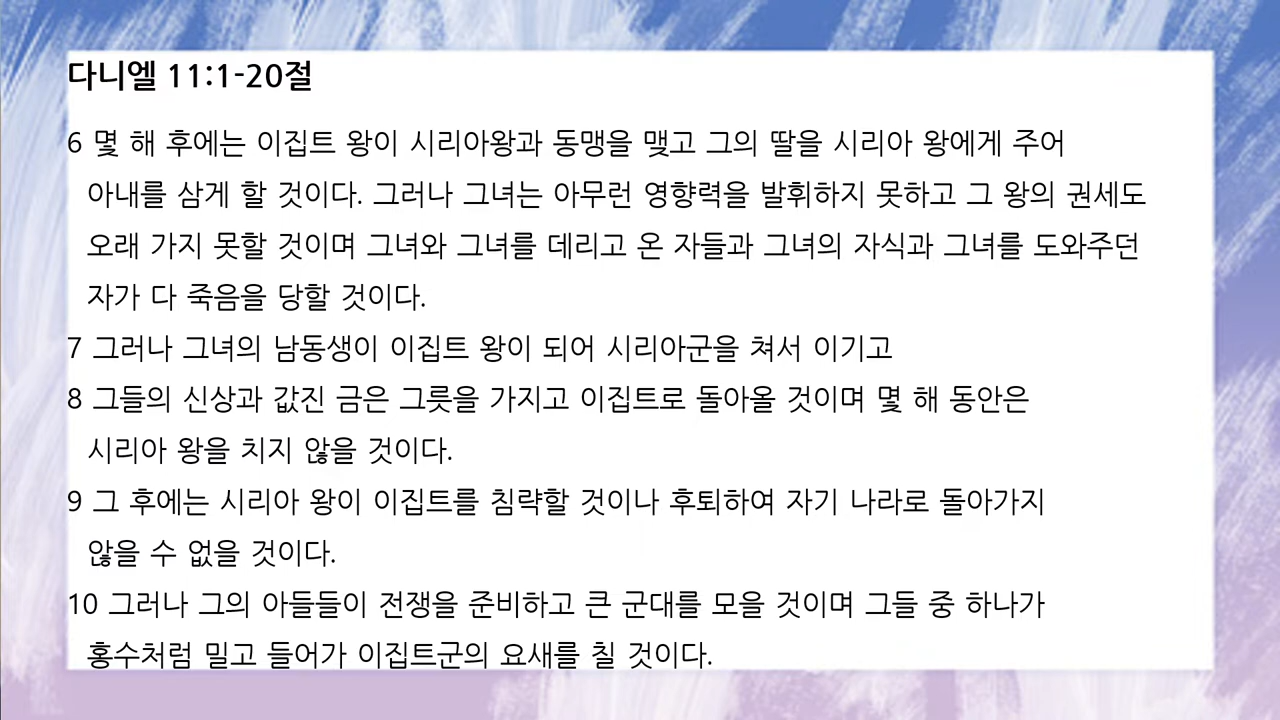 다니엘 11:1-20절
6 몇 해 후에는 이집트 왕이 시리아왕과 동맹을 맺고 그의 딸을 시리아 왕에게 주어
아내를 삼게 할 것이다. 그러나 그녀는 아무런 영향력을 발휘하지 못하고 그 왕의 권세도
오래 가지 못할 것이며 그녀와 그녀를 데리고 온 자들과 그녀의 자식과 그녀를 도와주던
자가 다 죽음을 당할 것이다.
7 그러나 그녀의 남동생이 이집트 왕이 되어 시리아군을 쳐서 이기고
8 그들의 신상과 값진 금은 그릇을 가지고 이집트로 돌아올 것이며 몇 해 동안은
시리아 왕을 치지 않을 것이다.
9 그 후에는 시리아 왕이 이집트를 침략할 것이나 후퇴하여 자기 나라로 돌아가지
않을 수 없을 것이다.
10 그러나 그의 아들들이 전쟁을 준비하고 큰 군대를 모을 것이며 그들 중 하나가
홍수처럼 밀고 들어가 이집트군의 요새를 칠 것이다.